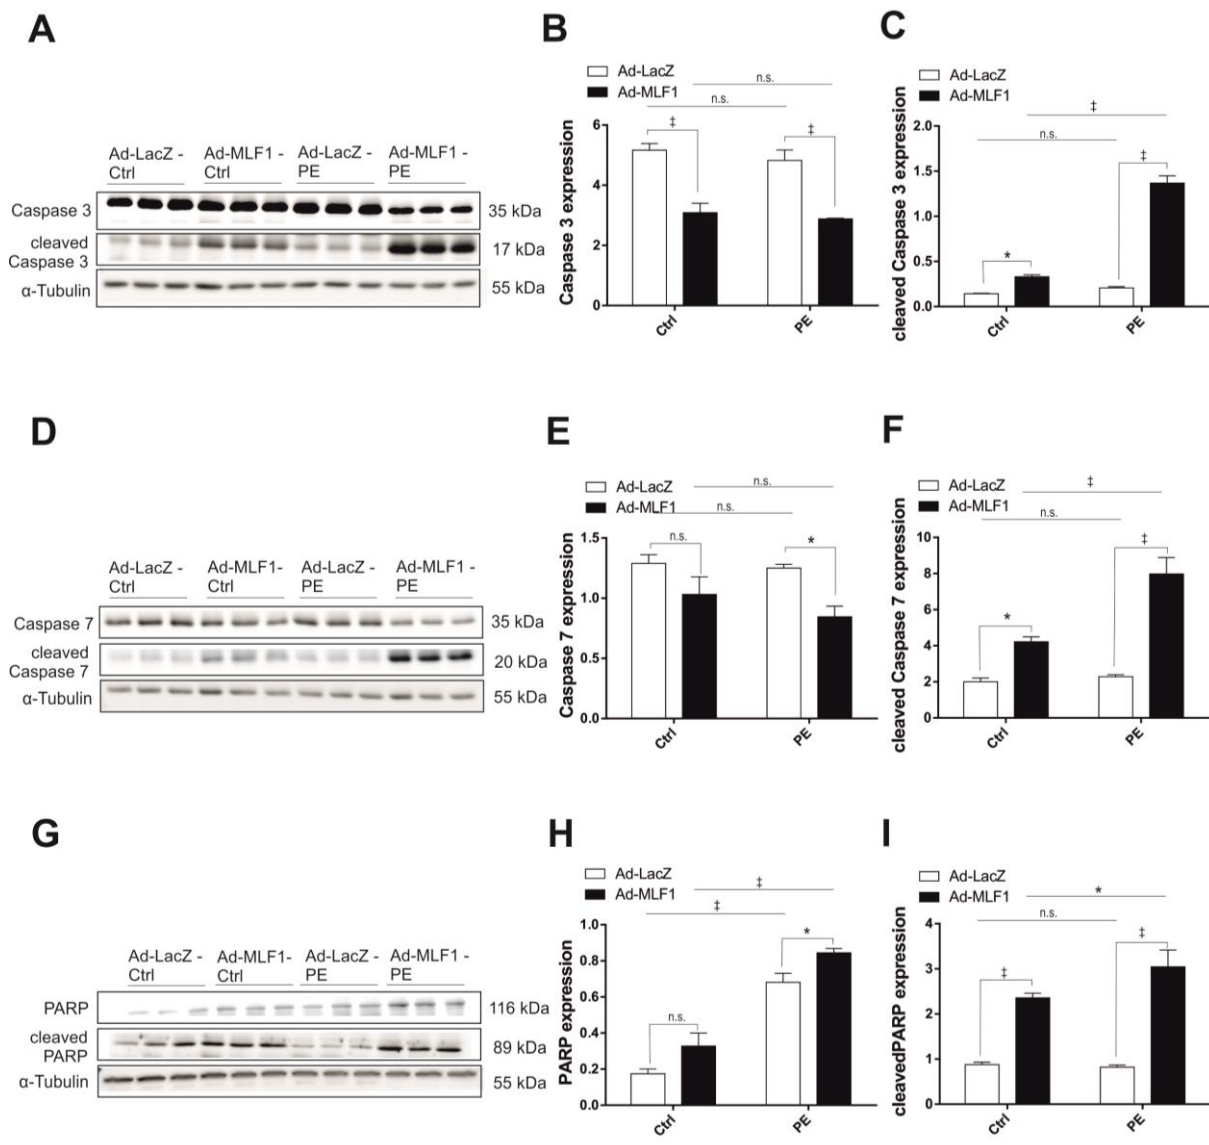 A
B
C
Ad-LacZ
Ad-MLF1
n.s.
n.s.
‡
‡
Caspase 3 expression
6
4
2
0
Ctrl
PE
Ad-LacZ
Ad-MLF1
‡
n.s.
‡
*
cleaved Caspase 3 expression
2.0
1.5
1.0
0.5
0.0
Ctrl
PE
Ad-LacZ -
Ctrl
Ad-MLF1 -
Ctrl
Ad-LacZ -
PE
Ad-MLF1 -
PE
Caspase 3
35 kDa
cleaved
Caspase 3
17 kDa
α-Tubulin
55 kDa
D
E
F
Ad-LacZ
Ad-MLF1
n.s.
n.s.
n.s.
*
Caspase 7 expression
1.5
1.0
0.5
0.0
Ctrl
PE
Ad-LacZ
Ad-MLF1
‡
n.s.
‡
*
cleaved Caspase 7 expression
10
8
6
4
2
0
Ctrl
PE
Ad-LacZ -
Ctrl
Ad-MLF1-
Ctrl
Ad-LacZ -
PE
Ad-MLF1 -
PE
Caspase 7
35 kDa
cleaved
Caspase 7
20 kDa
α-Tubulin
55 kDa
G
H
I
Ad-LacZ
Ad-MLF1
‡
‡
*
n.s.
PARP expression
1.0
0.8
0.6
0.4
0.2
0.0
Ctrl
PE
Ad-LacZ
Ad-MLF1
*
n.s.
‡
‡
cleavedPARP expression
4
3
2
1
0
Ctrl
PE
Ad-LacZ -
Ctrl
Ad-MLF1-
Ctrl
Ad-LacZ -
PE
Ad-MLF1 -
PE
PARP
116 kDa
cleaved
PARP
89 kDa
α-Tubulin
55 kDa